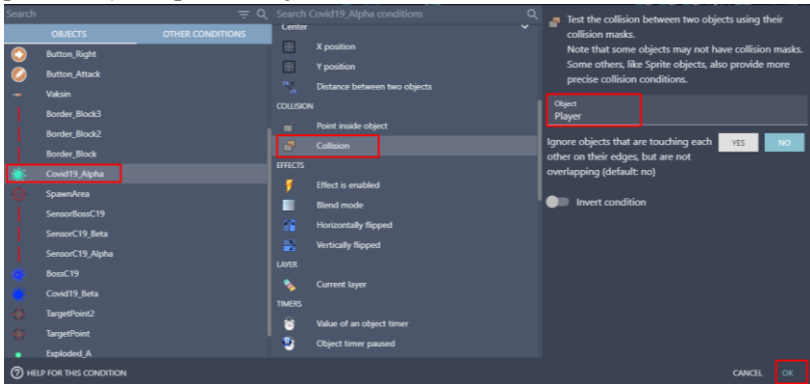 Search
OBJECTS
OTHER CONDITIONS
Button_Right
Button_Attack
Vaksin
Border_Block3
Border_Block2
Border_Block
Covid19_Alpha
SpawnArea
SensorBossC19
SensorC19_Beta
SensorC19_Alpha
BossC19
Covid19_Beta
TargetPoint2
TargetPoint
Exploded_A
HELP FOR THIS CONDITION
Search Covid19_Alpha conditions
Center
X position
Y position
Distance between two objects
COLLISION
Point inside object
Collision
EFFECTS
Effect is enabled
Blend mode
Horizontally flipped
Vertically flipped
LAYER
Current layer
TIMERS
Value of an object timer
Object timer paused
Test the collision between two objects using their
collision masks.
Note that some objects may not have collision masks.
Some others, like Sprite objects, also provide more
precise collision conditions.
Object
Player
Ignore objects that are touching each
other on their edges, but are not
overlapping (default: no)
YES
NO
Invert condition
CANCEL
OK